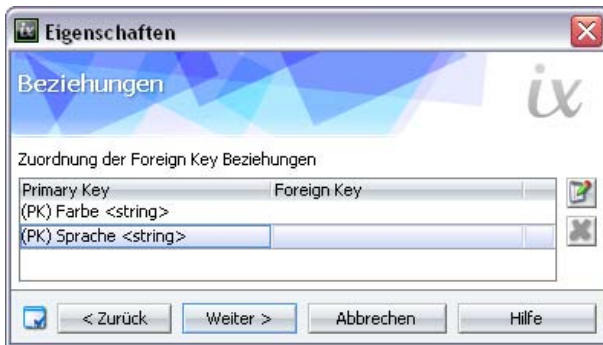 ix Eigenschaften
Beziehungen
ix
Zuordnung der Foreign Key Beziehungen
Primary Key Foreign Key
(PK) Farbe <string>
(PK) Sprache <string>
< Zurück Weiter > Abbrechen Hilfe